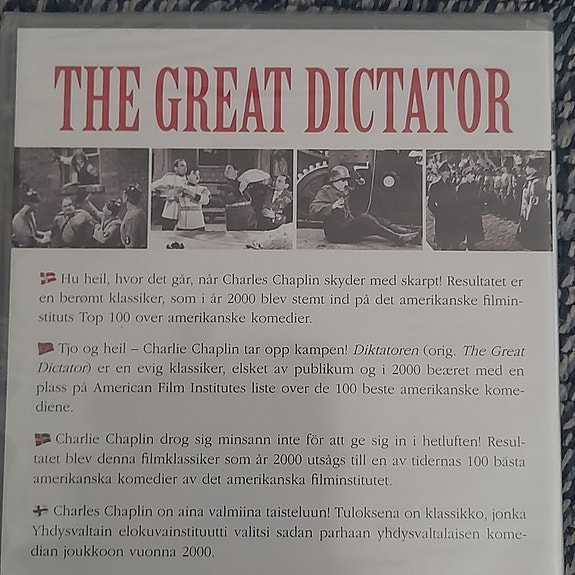 THE GREAT DICTATOR
Hu heil, hvor det går, når Charles Chaplin skyder med skarpt! Resultatet er
en berømt klassiker, som i år 2000 blev stemt ind på det amerikanske filmin-
stituts Top 100 over amerikanske komedier.
Tjo og heil – Charlie Chaplin tar opp kampen! Diktatoren (orig. The Great
Dictator) er en evig klassiker, elsket av publikum og i 2000 beæret med en
plass på American Film Institutes liste over de 100 beste amerikanske kome-
diene.
Charlie Chaplin drog sig minsann inte för att ge sig in i hetluften! Resul-
tatet blev denna filmklassiker som år 2000 utsågs till en av tidernas 100 bästa
amerikanska komedier av det amerikanska filminstitutet.
Charles Chaplin on aina valmiina taisteluun! Tuloksena on klassikko, jonka
Yhdysvaltain elokuvainstituutti valitsi sadan parhaan yhdysvaltalaisen kome-
dian joukkoon vuonna 2000.